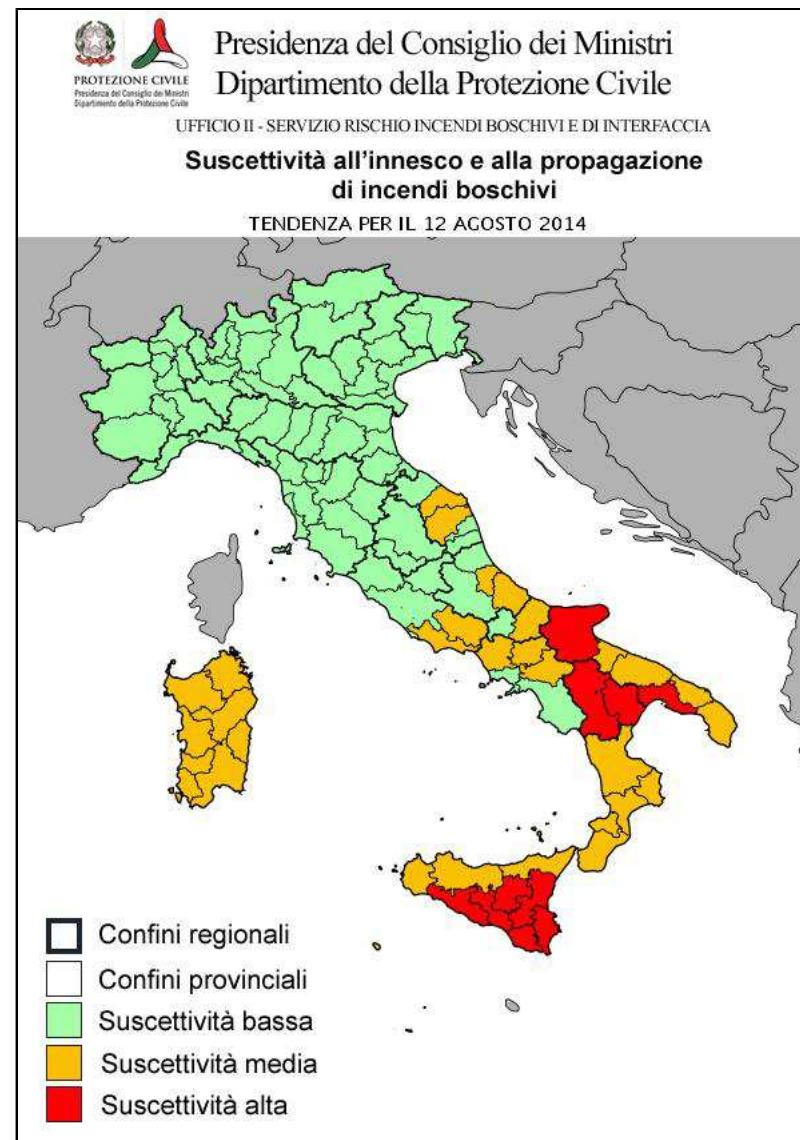 Presidenza del Consiglio dei Ministri
Dipartimento della Protezione Civile
PROTEZIONE CIVILE
Presidenza del Consiglio dei Ministri
Dipartimento della Protezione Civile
UFFICIO II - SERVIZIO RISCHIO INCENDI BOSCHIVI E DI INTERFACCIA
Suscettività all'innesco e alla propagazione
di incendi boschivi
TENDENZA PER IL 12 AGOSTO 2014
Confini regionali
Confini provinciali
Suscettività bassa
Suscettività media
Suscettività alta